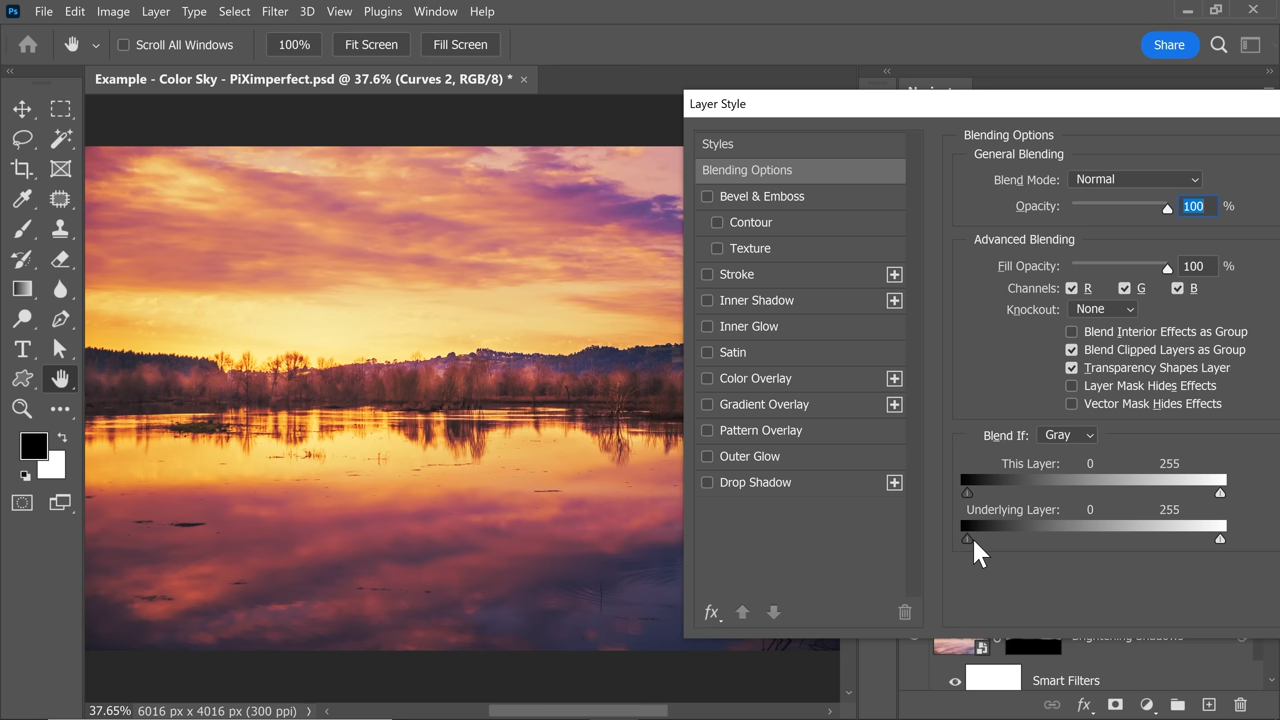 Ps File Edit Image Layer Type Select Filter 3D View Plugins Window Help
Scroll All Windows 100% Fit Screen Fill Screen Share
Example - Color Sky - PiXimperfect.psd @ 37.6% (Curves 2, RGB/8) * ×
Layer Style
Styles
Blending Options
Bevel & Emboss
Contour
Texture
Stroke
Inner Shadow
Inner Glow
Satin
Color Overlay
Gradient Overlay
Pattern Overlay
Outer Glow
Drop Shadow
fx
Blending Options
General Blending
Blend Mode: Normal
Opacity: 100 %
Advanced Blending
Fill Opacity: 100 %
Channels: R G B
Knockout: None
Blend Interior Effects as Group
Blend Clipped Layers as Group
Transparency Shapes Layer
Layer Mask Hides Effects
Vector Mask Hides Effects
Blend If: Gray
This Layer: 0 255
Underlying Layer: 0 255
Brightening Shadows
Smart Filters
fx
37.65% 6016 px x 4016 px (300 ppi)